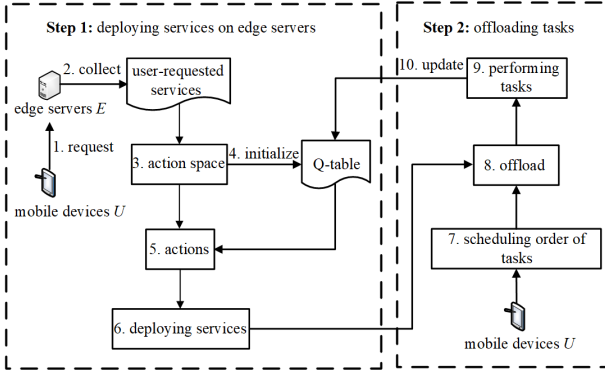 Step 1: deploying services on edge servers
2. collect
user-requested
services
edge servers E
1. request
mobile devices U
3. action space
4. initialize
Q-table
5. actions
6. deploying services
Step 2: offloading tasks
10. update
9. performing
tasks
8. offload
7. scheduling order of
tasks
mobile devices U